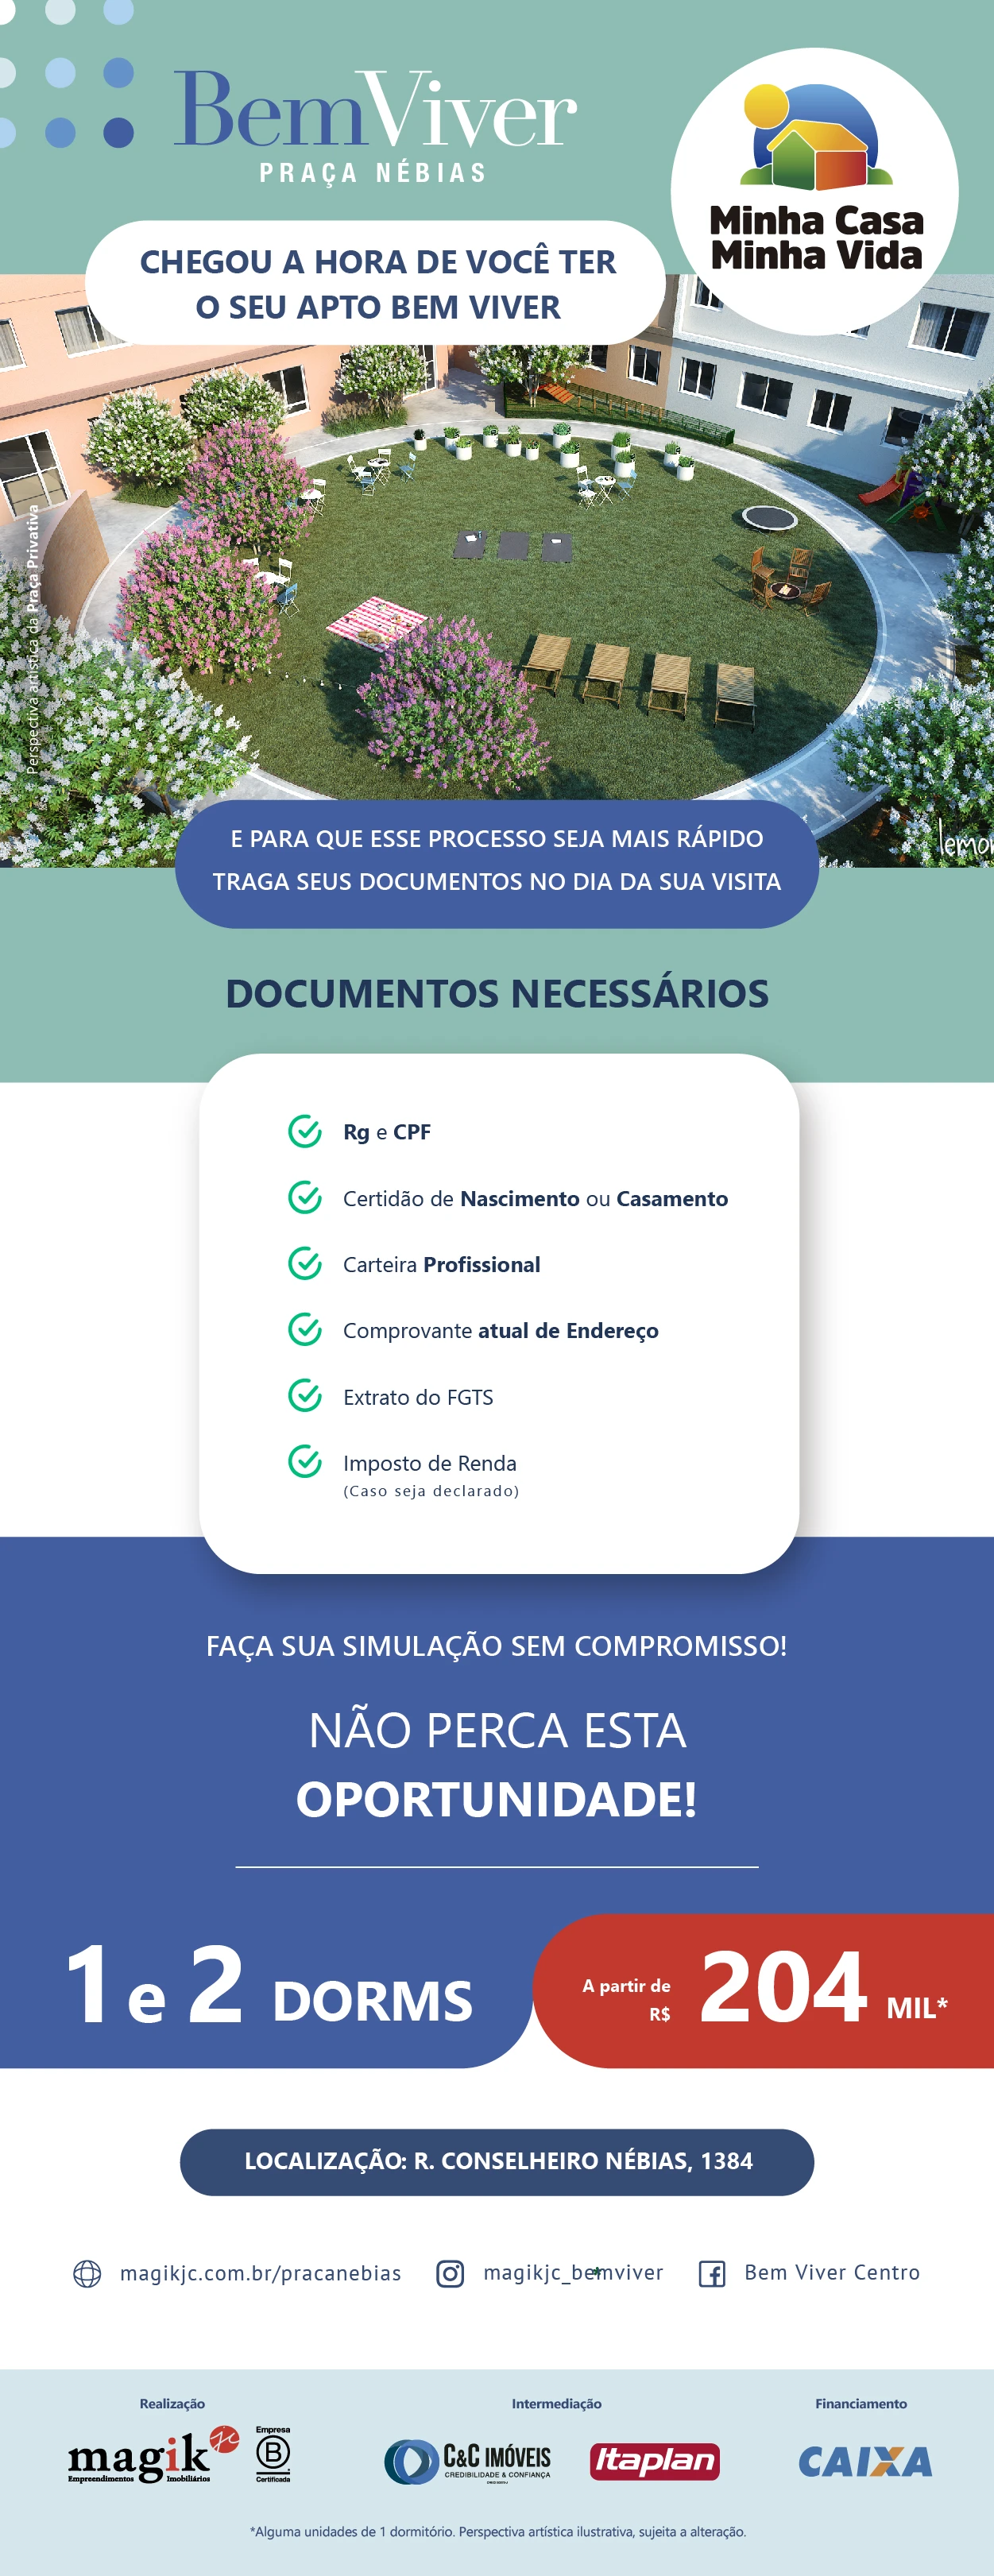 BemViver
PRAÇA NÉBIAS
Minha Casa
Minha Vida
CHEGOU A HORA DE VOCÊ TER
O SEU APTO BEM VIVER
Perspectiva artística da Praça Privativa
E PARA QUE ESSE PROCESSO SEJA MAIS RÁPIDO
TRAGA SEUS DOCUMENTOS NO DIA DA SUA VISITA
DOCUMENTOS NECESSÁRIOS
Rg e CPF
Certidão de Nascimento ou Casamento
Carteira Profissional
Comprovante atual de Endereço
Extrato do FGTS
Imposto de Renda
(Caso seja declarado)
FAÇA SUA SIMULAÇÃO SEM COMPROMISSO!
NÃO PERCA ESTA
OPORTUNIDADE!
1 e 2 DORMS
A partir de
R$ 204 MIL*
LOCALIZAÇÃO: R. CONSELHEIRO NÉBIAS, 1384
magikjc.com.br/pracanebias magikjc_bemviver Bem Viver Centro
Realização Intermediação Financiamento
magik jc
Empreendimentos Imobiliários
Empresa
B
Certificada
C&C IMÓVEIS
CREDIBILIDADE & CONFIANÇA
Itaplan
CAIXA
*Alguma unidades de 1 dormitório. Perspectiva artística ilustrativa, sujeita a alteração.